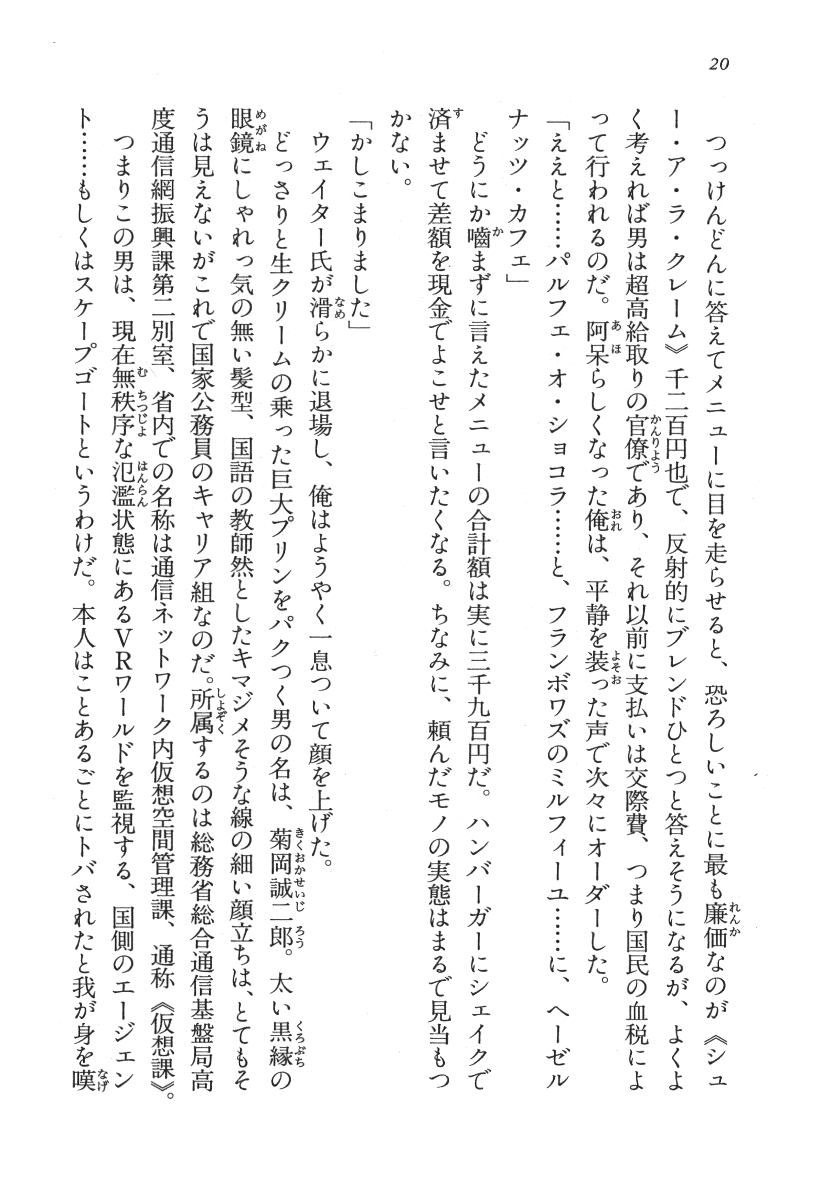 20
つっけんどんに答えてメニューに目を走らせると、恐ろしいことに最も廉価なのが《シュ
ー・ア・ラ・クレーム》千二百円也で、反射的にブレンドひとつと答えそうになるが、よくよ
く考えれば男は超高給取りの官僚であり、それ以前に支払いは交際費、つまり国民の血税によ
って行われるのだ。阿呆らしくなった俺は、平静を装った声で次々にオーダーした。
「ええと……パルフェ・オ・ショコラ……と、フランボワズのミルフィーユ……に、ヘーゼル
ナッツ・カフェ」
どうにか嚙まずに言えたメニューの合計額は実に三千九百円だ。ハンバーガーにシェイクで
済ませて差額を現金でよこせと言いたくなる。ちなみに、頼んだモノの実態はまるで見当もつ
かない。
「かしこまりました」
ウェイター氏が滑らかに退場し、俺はようやく一息ついて顔を上げた。
どっさりと生クリームの乗った巨大プリンをパクつく男の名は、菊岡誠二郎。太い黒縁の
眼鏡にしゃれっ気の無い髪型、国語の教師然としたキマジメそうな線の細い顔立ちは、とてもそ
うは見えないがこれで国家公務員のキャリア組なのだ。所属するのは総務省総合通信基盤局高
度通信網振興課第二別室、省内での名称は通信ネットワーク内仮想空間管理課、通称《仮想課》。
つまりこの男は、現在無秩序な氾濫状態にあるＶＲワールドを監視する、国側のエージェン
ト……もしくはスケープゴートというわけだ。本人はことあるごとにトバされたと我が身を嘆